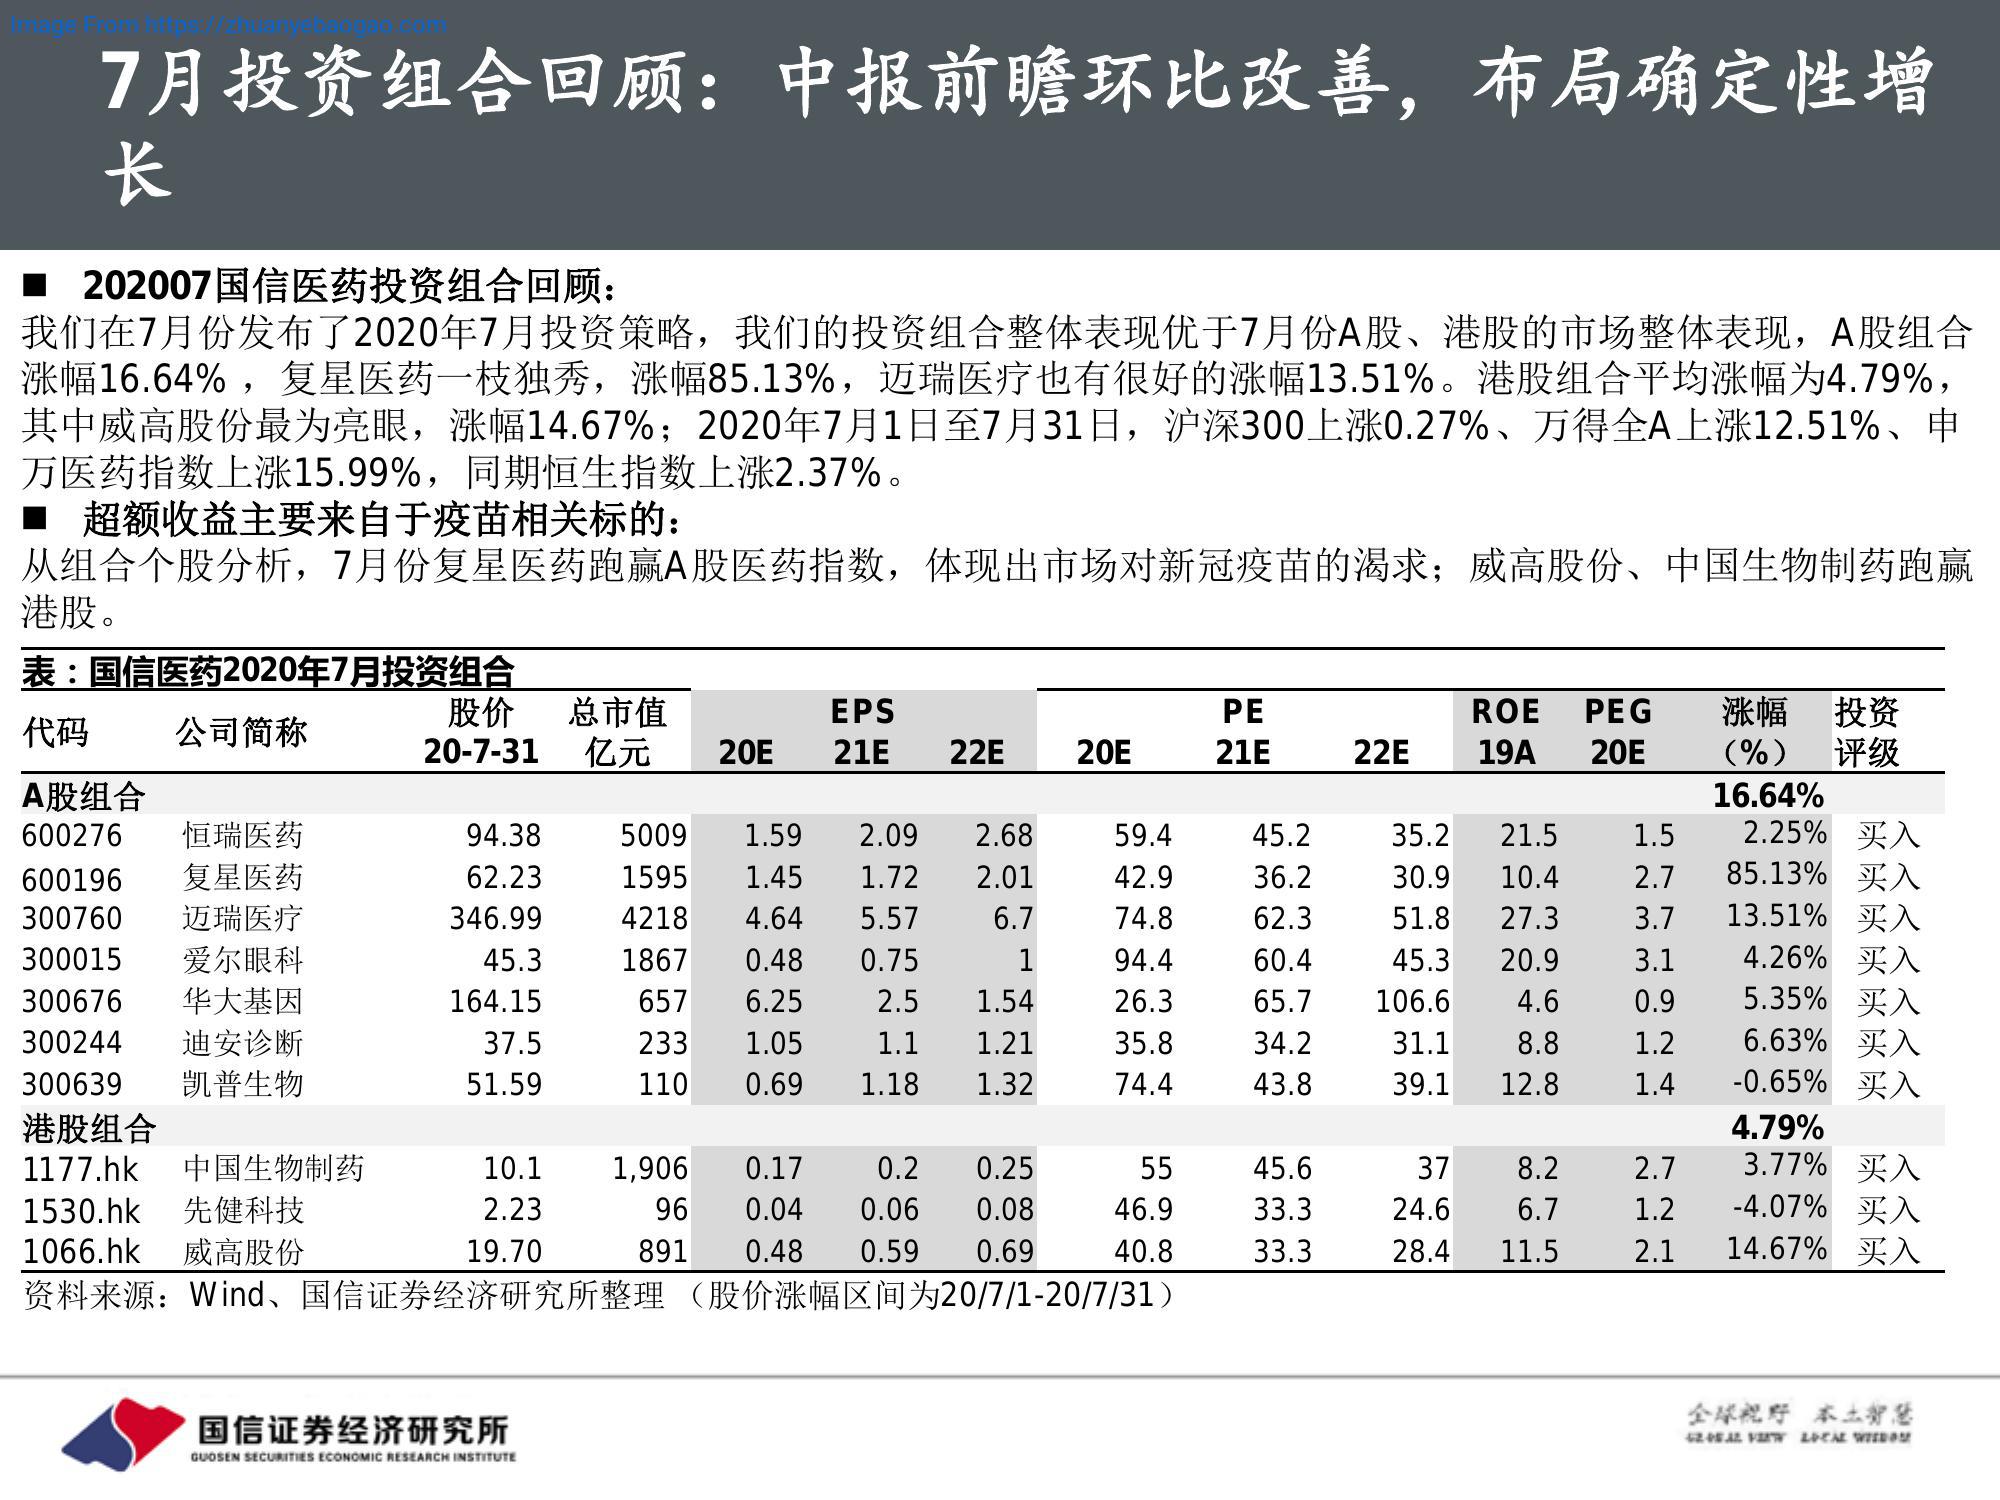 Image From https://zhuanyebaogao.com
7月投资组合回顾：中报前瞻环比改善，布局确定性增
长
■ 202007国信医药投资组合回顾：
我们在7月份发布了2020年7月投资策略，我们的投资组合整体表现优于7月份A股、港股的市场整体表现，A股组合
涨幅16.64% ，复星医药一枝独秀，涨幅85.13%，迈瑞医疗也有很好的涨幅13.51%。港股组合平均涨幅为4.79%，
其中威高股份最为亮眼，涨幅14.67%；2020年7月1日至7月31日，沪深300上涨0.27%、万得全A上涨12.51%、申
万医药指数上涨15.99%，同期恒生指数上涨2.37%。
■ 超额收益主要来自于疫苗相关标的：
从组合个股分析，7月份复星医药跑赢A股医药指数，体现出市场对新冠疫苗的渴求；威高股份、中国生物制药跑赢
港股。
表：国信医药2020年7月投资组合
代码 公司简称 股价 总市值 EPS PE ROE PEG 涨幅 投资
20-7-31 亿元 20E 21E 22E 20E 21E 22E 19A 20E （%） 评级
A股组合 16.64%
600276 恒瑞医药 94.38 5009 1.59 2.09 2.68 59.4 45.2 35.2 21.5 1.5 2.25% 买入
600196 复星医药 62.23 1595 1.45 1.72 2.01 42.9 36.2 30.9 10.4 2.7 85.13% 买入
300760 迈瑞医疗 346.99 4218 4.64 5.57 6.7 74.8 62.3 51.8 27.3 3.7 13.51% 买入
300015 爱尔眼科 45.3 1867 0.48 0.75 1 94.4 60.4 45.3 20.9 3.1 4.26% 买入
300676 华大基因 164.15 657 6.25 2.5 1.54 26.3 65.7 106.6 4.6 0.9 5.35% 买入
300244 迪安诊断 37.5 233 1.05 1.1 1.21 35.8 34.2 31.1 8.8 1.2 6.63% 买入
300639 凯普生物 51.59 110 0.69 1.18 1.32 74.4 43.8 39.1 12.8 1.4 -0.65% 买入
港股组合 4.79%
1177.hk 中国生物制药 10.1 1,906 0.17 0.2 0.25 55 45.6 37 8.2 2.7 3.77% 买入
1530.hk 先健科技 2.23 96 0.04 0.06 0.08 46.9 33.3 24.6 6.7 1.2 -4.07% 买入
1066.hk 威高股份 19.70 891 0.48 0.59 0.69 40.8 33.3 28.4 11.5 2.1 14.67% 买入
资料来源：Wind、国信证券经济研究所整理 （股价涨幅区间为20/7/1-20/7/31）
国信证券经济研究所
GUOSEN SECURITIES ECONOMIC RESEARCH INSTITUTE
全球视野 本土智慧
GLOBAL VIEW LOCAL WISDOM